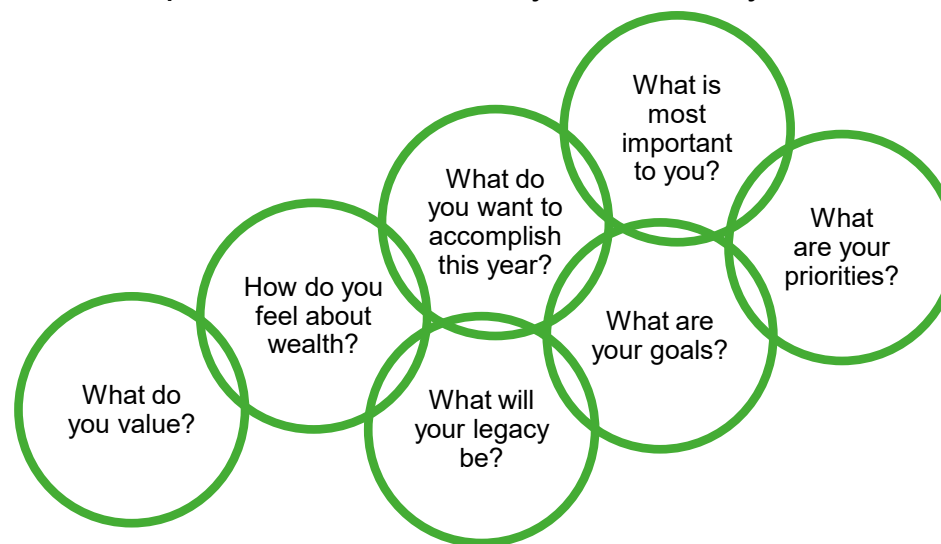 What is
most
important
to you?
What do
you want to
accomplish
this year?
What
are your
priorities?
How do you
feel about
wealth?
What are
your goals?
What do
you value?
What will
your legacy
be?